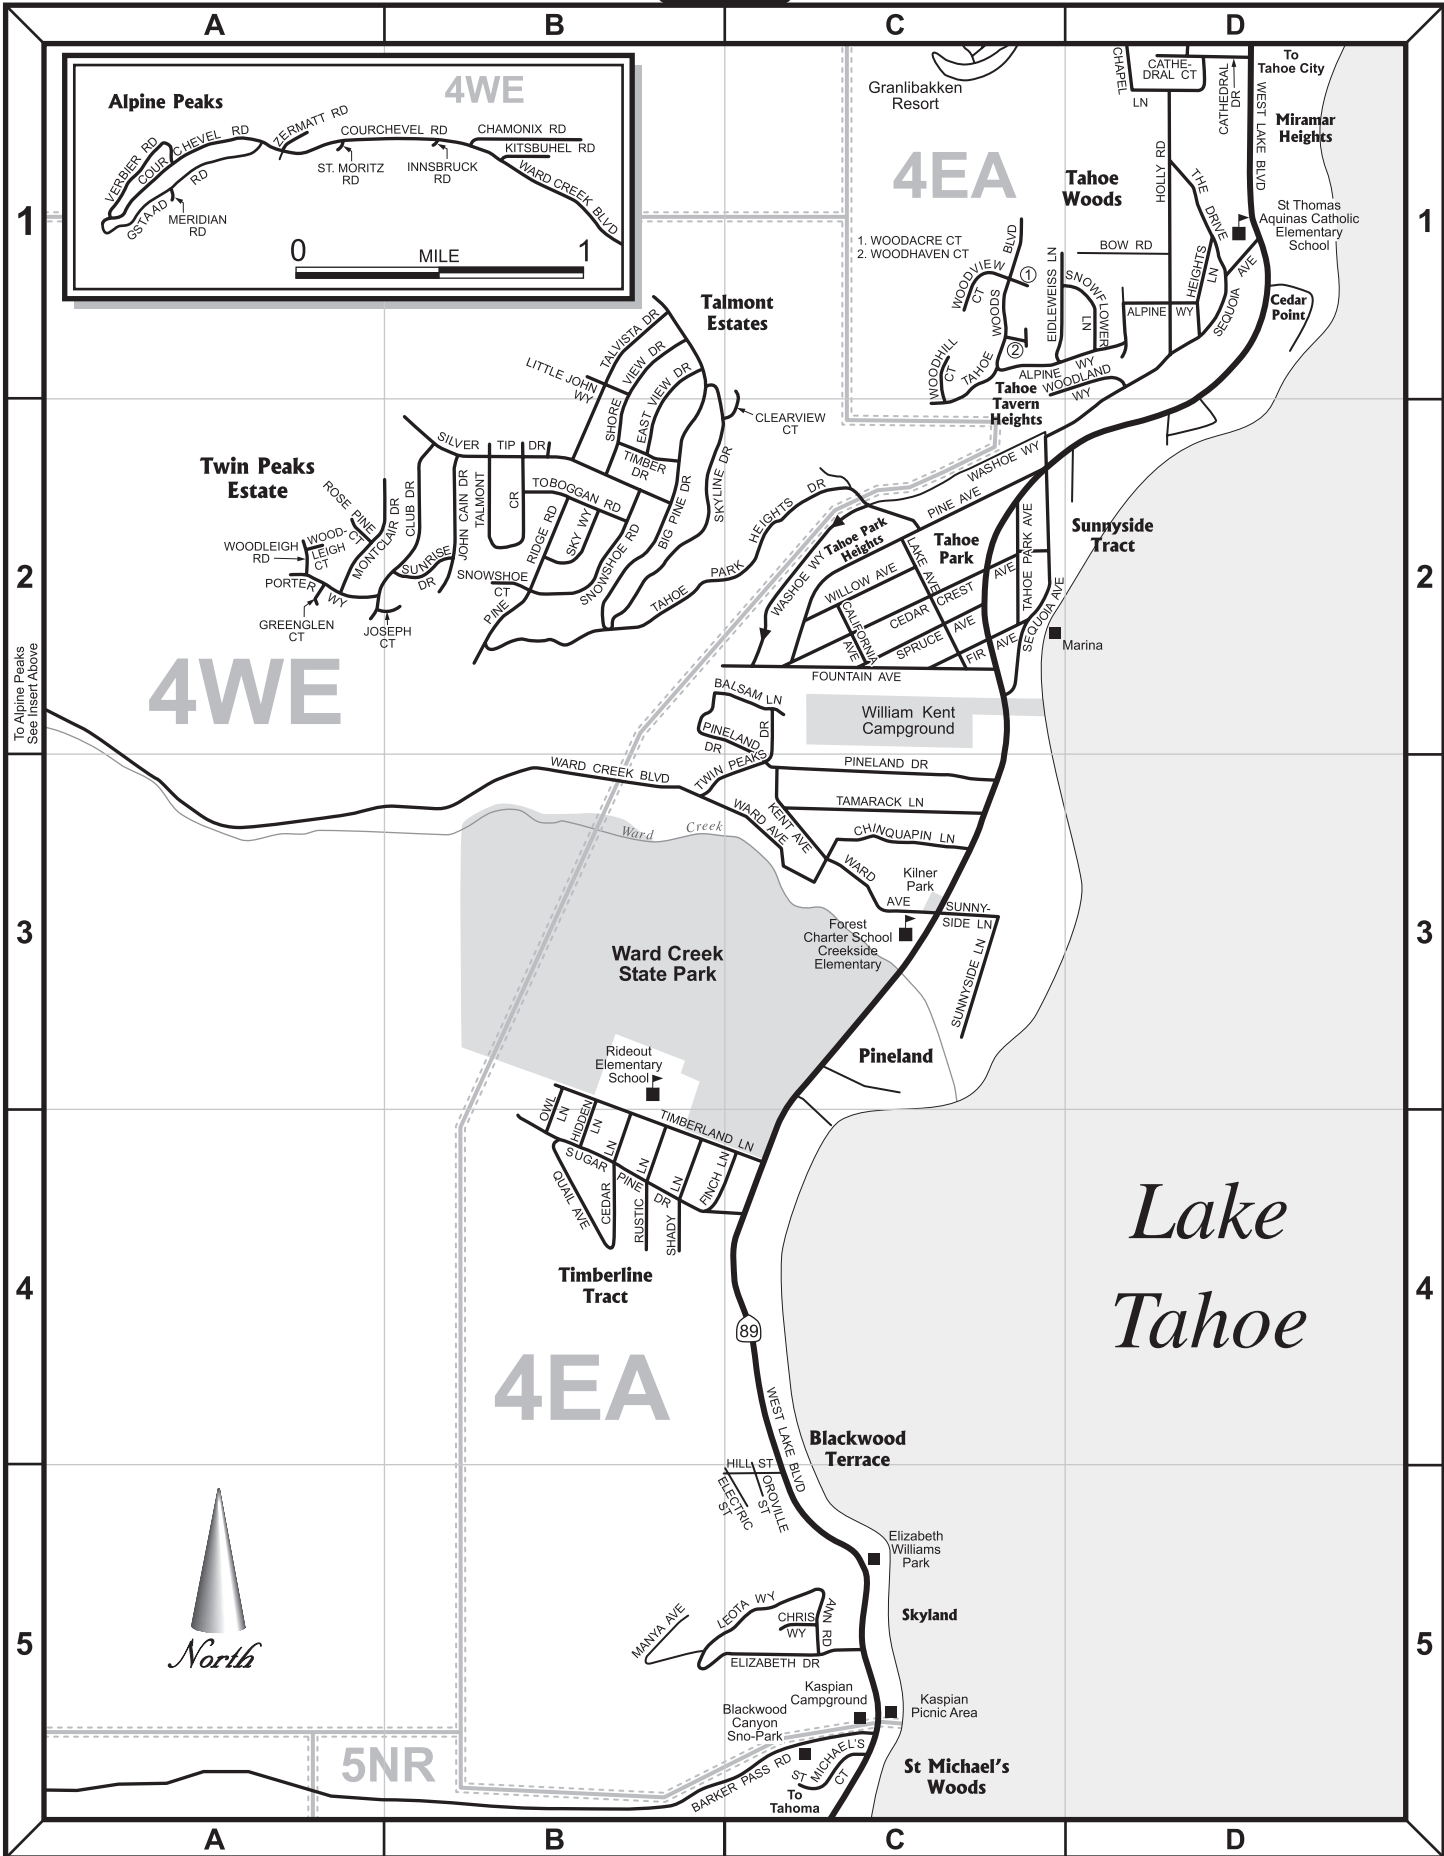 A
B
C
D
Alpine Peaks
4WE
VERBIER RD
COURCHEVEL RD
ZERMATT RD
COURCHEVEL RD
CHAMONIX RD
KITSBUHEL RD
ST. MORITZ
RD
INNSBRUCK
RD
WARD CREEK BLVD
GSTAAD RD
MERIDIAN
RD
0
MILE
1
Granlibakken
Resort
CHAPEL
LN
CATHE-
DRAL CT
CATHEDRAL
DR
To
Tahoe City
WEST LAKE BLVD
Miramar
Heights
4EA
Tahoe
Woods
HOLLY RD
THE DRIVE
St Thomas
Aquinas Catholic
Elementary
School
1
1
1. WOODACRE CT
2. WOODHAVEN CT
BOW RD
WOODVIEW
CT
TAHOE WOODS BLVD
1
2
EIDLEWEISS LN
SNOWFLOWER
LN
HEIGHTS
LN
SEQUOIA AVE
ALPINE WY
Cedar
Point
WOODHILL
CT
ALPINE WY
WOODLAND
WY
Tahoe
Tavern
Heights
Talmont
Estates
TALVISTA DR
LITTLE JOHN
WY
SHORE VIEW DR
EAST VIEW DR
TIMBER
DR
CLEARVIEW
CT
SKYLINE DR
BIG PINE DR
SILVER TIP DR
Twin Peaks
Estate
ROSE PINE
CT
MONTCLAIR DR
CLUB DR
JOHN CAIN DR
TALMONT
CR
TOBOGGAN RD
RIDGE RD
SKY WY
SNOWSHOE RD
WOODLEIGH
RD
WOOD-
LEIGH
CT
SUNRISE
DR
SNOWSHOE
CT
PINE
PORTER WY
GREENGLEN
CT
JOSEPH
CT
TAHOE PARK HEIGHTS DR
WASHOE WY
WASHOE WY
PINE AVE
Tahoe Park
Heights
Tahoe
Park
Sunnyside
Tract
LAKE AVE
TAHOE PARK AVE
WILLOW AVE
CEDAR CREST AVE
CALIFORNIA
AVE
SPRUCE AVE
FIR AVE
SEQUOIA AVE
Marina
FOUNTAIN AVE
2
2
To Alpine Peaks
See Insert Above
4WE
BALSAM LN
PINELAND
DR
TWIN PEAKS DR
William Kent
Campground
WARD CREEK BLVD
PINELAND DR
TAMARACK LN
WARD AVE
KENT AVE
CHINQUAPIN LN
Ward Creek
WARD AVE
Kilner
Park
SUNNY-
SIDE LN
SUNNYSIDE LN
Forest
Charter School
Creekside
Elementary
3
3
Ward Creek
State Park
Pineland
Rideout
Elementary
School
OWL
LN
HIDDEN
LN
TIMBERLAND LN
SUGAR PINE DR
QUAIL AVE
CEDAR LN
RUSTIC LN
SHADY LN
FINCH LN
Timberline
Tract
Lake
Tahoe
4
4
89
4EA
WEST LAKE BLVD
Blackwood
Terrace
HILL ST
ELECTRIC
ST
OROVILLE
ST
Elizabeth
Williams
Park
North
Skyland
MANYA AVE
LEOTA WY
CHRIS
WY
ANN RD
ELIZABETH DR
5
5
Kaspian
Campground
Kaspian
Picnic Area
Blackwood
Canyon
Sno-Park
5NR
BARKER PASS RD
ST MICHAEL'S
CT
St Michael's
Woods
To
Tahoma
A
B
C
D